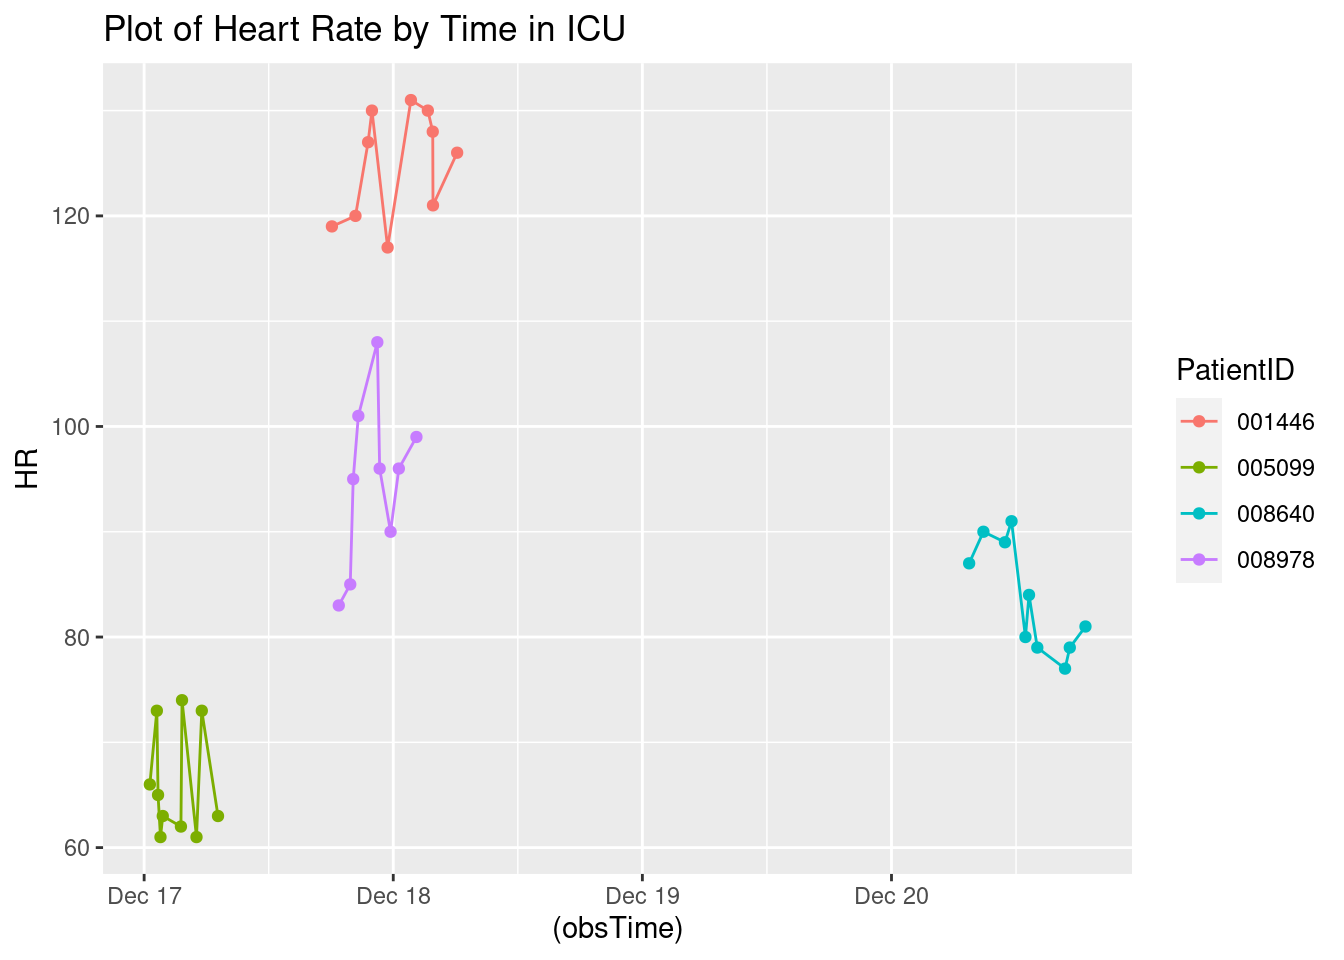 Plot of Heart Rate by Time in ICU
120
100
80
60
HR
Dec 17
Dec 18
Dec 19
Dec 20
(obsTime)
PatientID
001446
005099
008640
008978